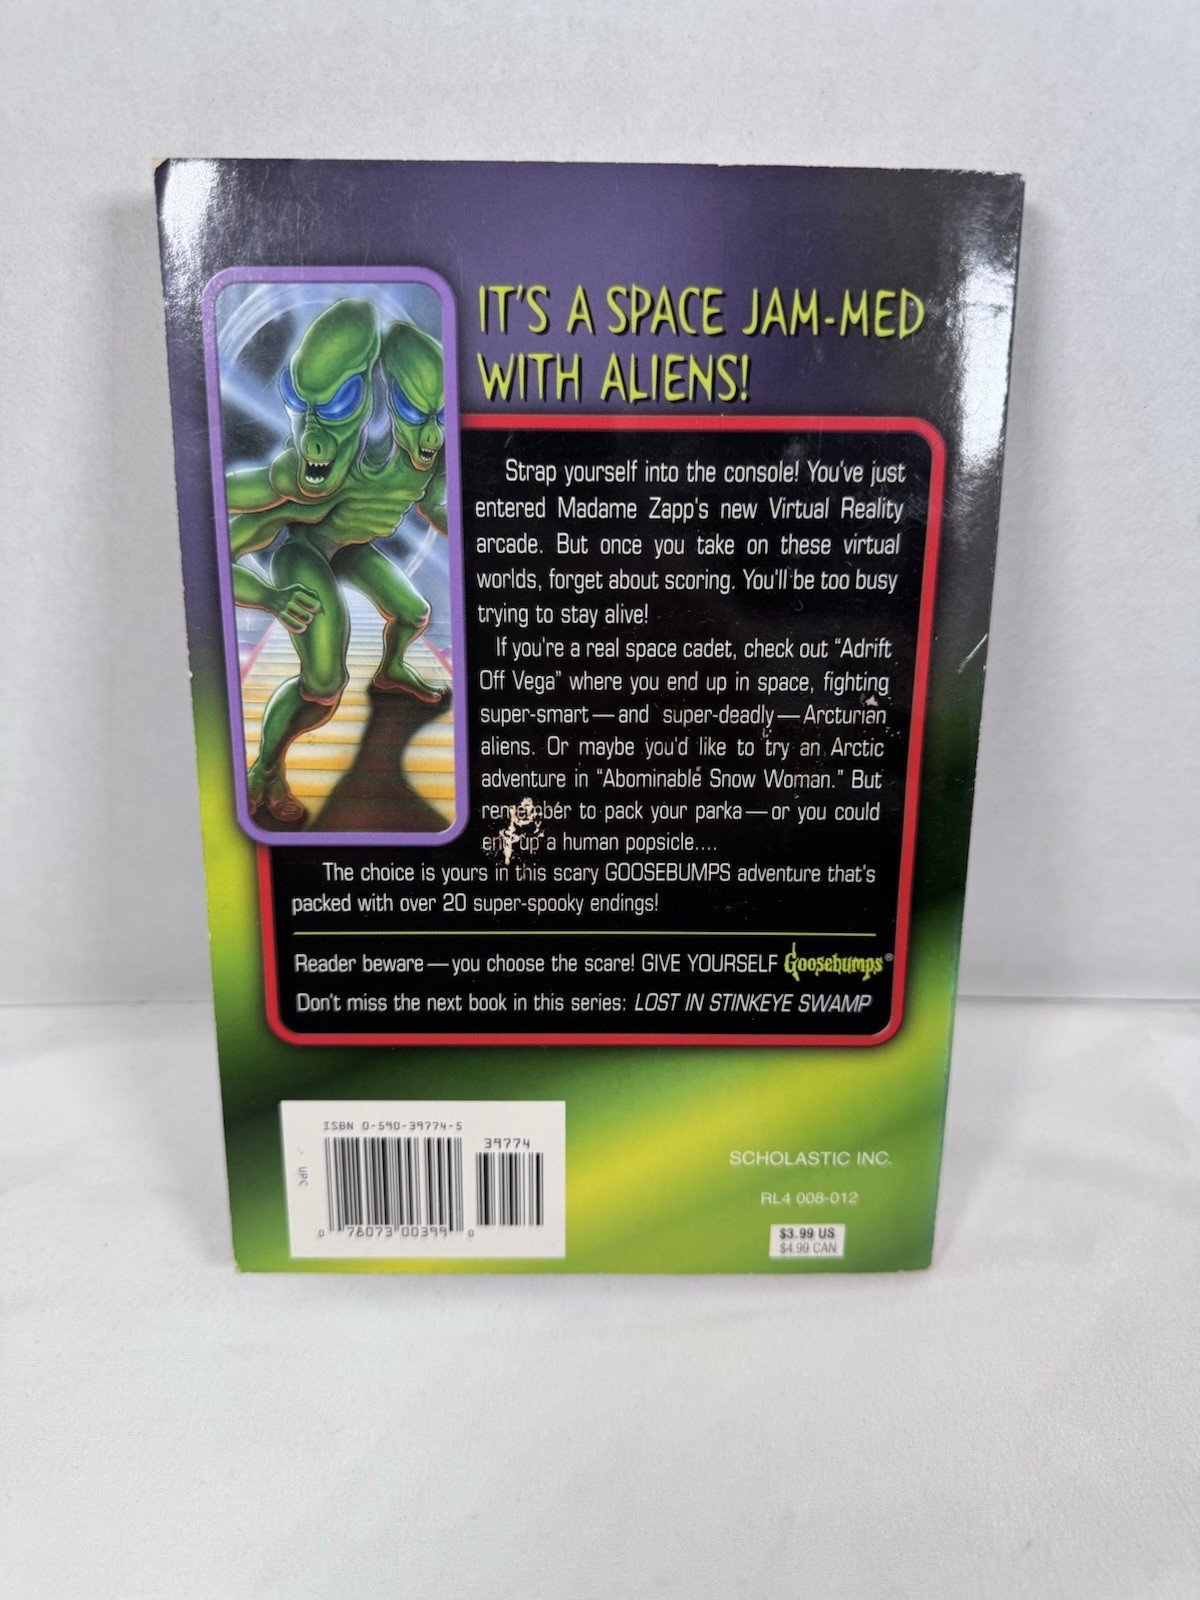 IT'S A SPACE JAM-MED
WITH ALIENS!
Strap yourself into the console! You've just
entered Madame Zapp's new Virtual Reality
arcade. But once you take on these virtual
worlds, forget about scoring. You'll be too busy
trying to stay alive!
If you're a real space cadet, check out "Adrift
Off Vega" where you end up in space, fighting
super-smart — and super-deadly — Arcturian
aliens. Or maybe you'd like to try an Arctic
adventure in "Abominable Snow Woman." But
remember to pack your parka — or you could
end up a human popsicle....
The choice is yours in this scary GOOSEBUMPS adventure that's
packed with over 20 super-spooky endings!
Reader beware — you choose the scare! GIVE YOURSELF Goosebumps®
Don't miss the next book in this series: LOST IN STINKEYE SWAMP
ISBN 0-590-39774-5
39774
UPC
0 78073 00399 0
SCHOLASTIC INC.
RL4 008-012
$3.99 US
$4.99 CAN